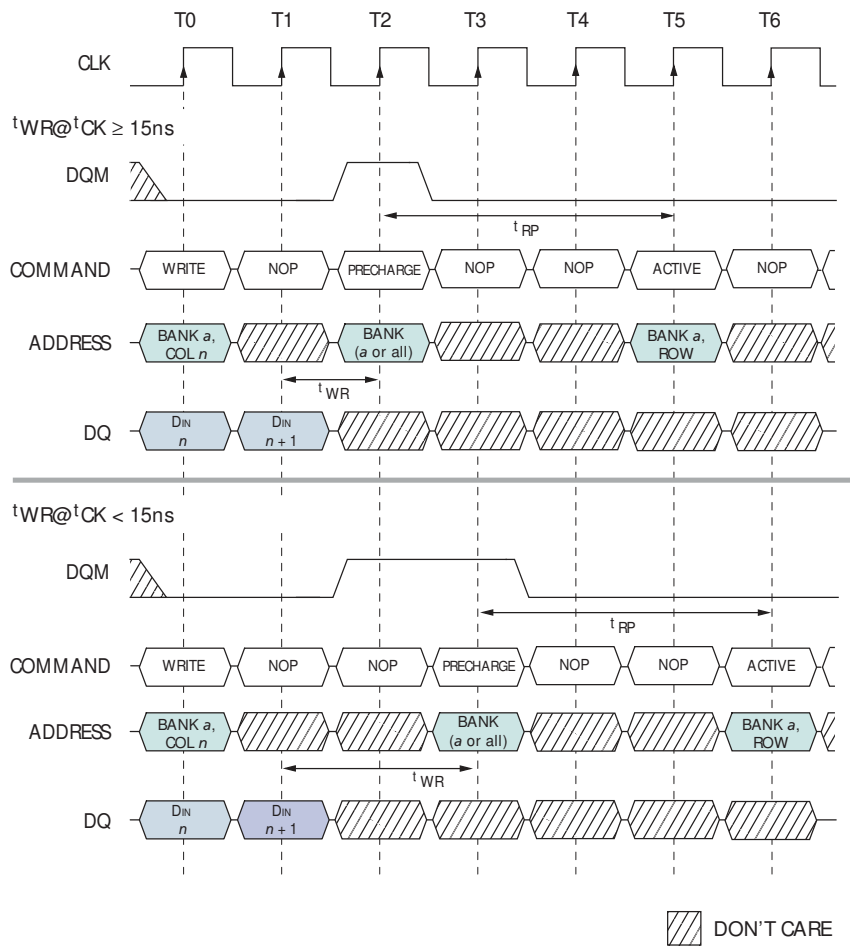 T0 T1 T2 T3 T4 T5 T6
CLK
tWR@tCK ≥ 15ns
DQM
tRP
COMMAND WRITE NOP PRECHARGE NOP NOP ACTIVE NOP
ADDRESS BANK a, COL n BANK (a or all) BANK a, ROW
tWR
DQ DIN n DIN n + 1
tWR@tCK < 15ns
DQM
tRP
COMMAND WRITE NOP NOP PRECHARGE NOP NOP ACTIVE
ADDRESS BANK a, COL n BANK (a or all) BANK a, ROW
tWR
DQ DIN n DIN n + 1
DON'T CARE